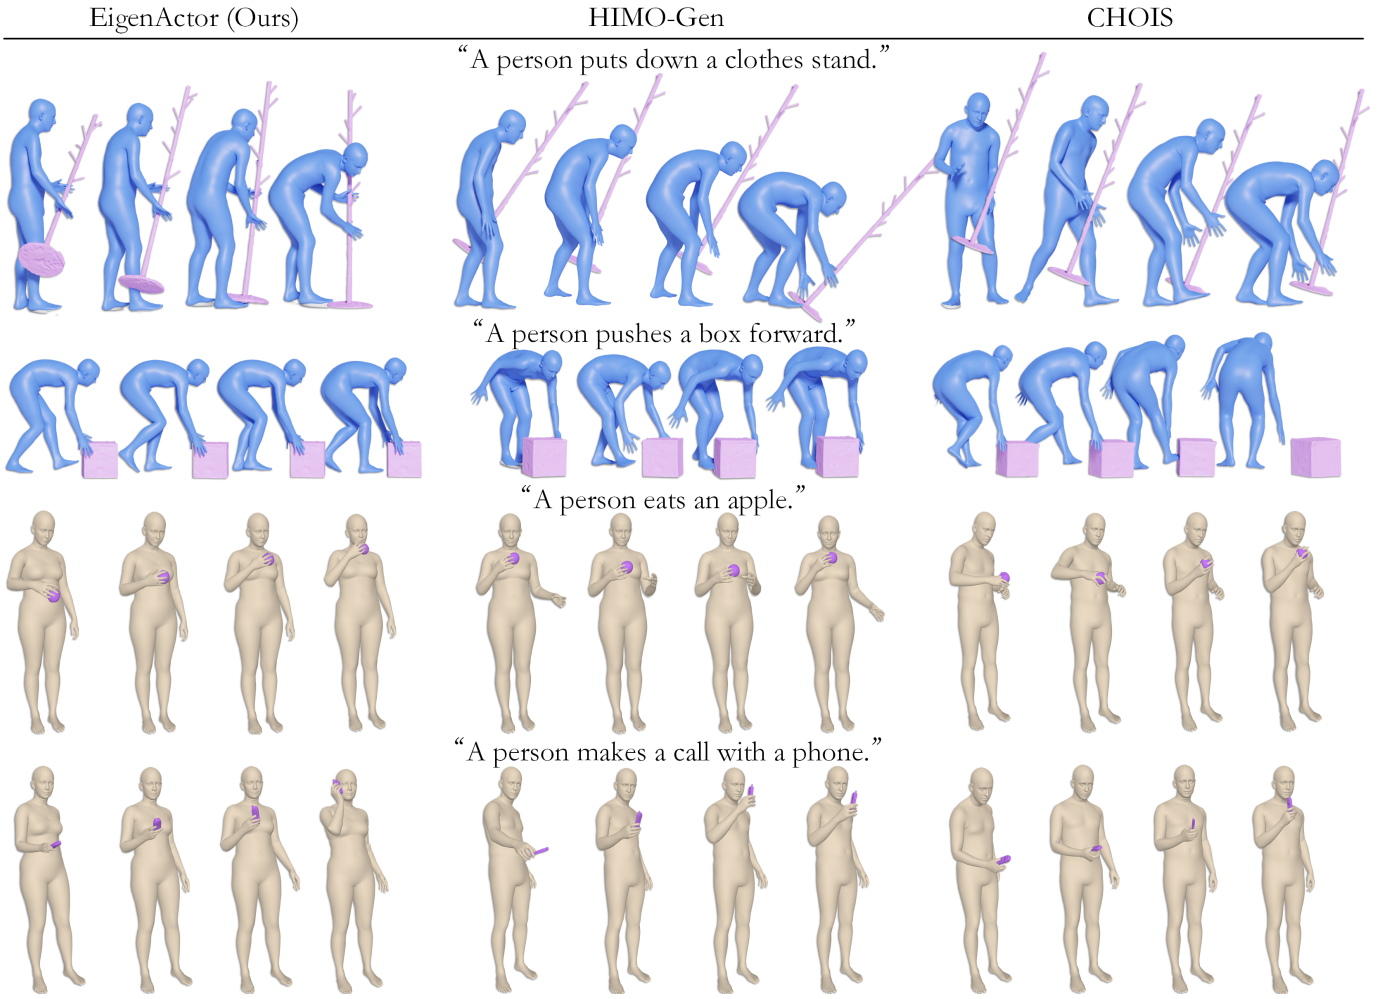 EigenActor (Ours) HIMO-Gen CHOIS
“A person puts down a clothes stand.”
“A person pushes a box forward.”
“A person eats an apple.”
“A person makes a call with a phone.”